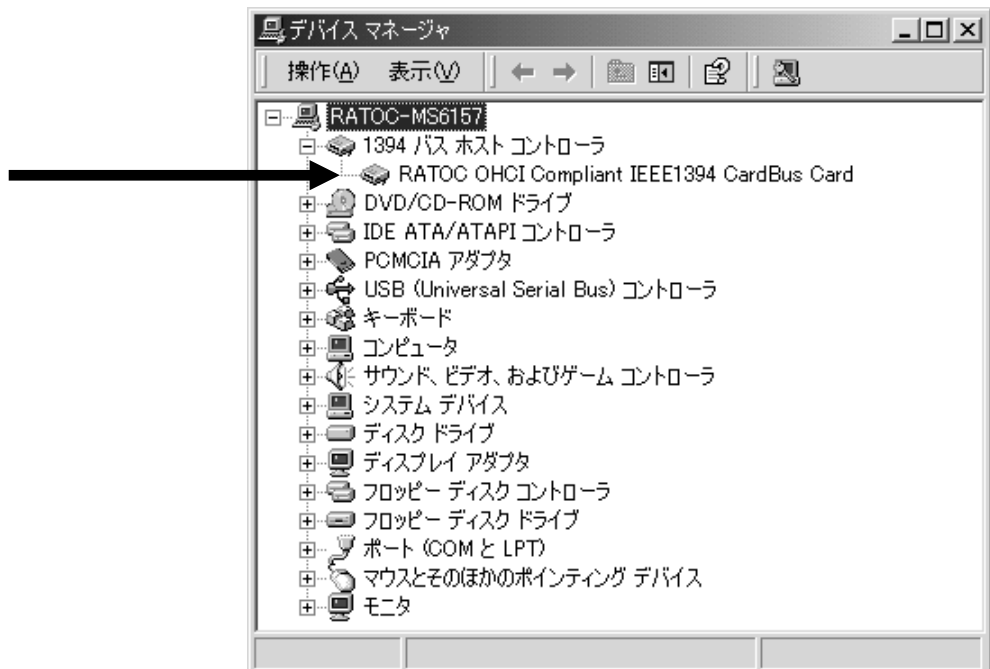 デバイス マネージャ
操作(A) 表示(V)
RATOC-MS6157
1394 バス ホスト コントローラ
RATOC OHCI Compliant IEEE1394 CardBus Card
DVD/CD-ROM ドライブ
IDE ATA/ATAPI コントローラ
PCMCIA アダプタ
USB (Universal Serial Bus) コントローラ
キーボード
コンピュータ
サウンド、ビデオ、およびゲーム コントローラ
システム デバイス
ディスク ドライブ
ディスプレイ アダプタ
フロッピー ディスク コントローラ
フロッピー ディスク ドライブ
ポート (COM と LPT)
マウスとそのほかのポインティング デバイス
モニタ